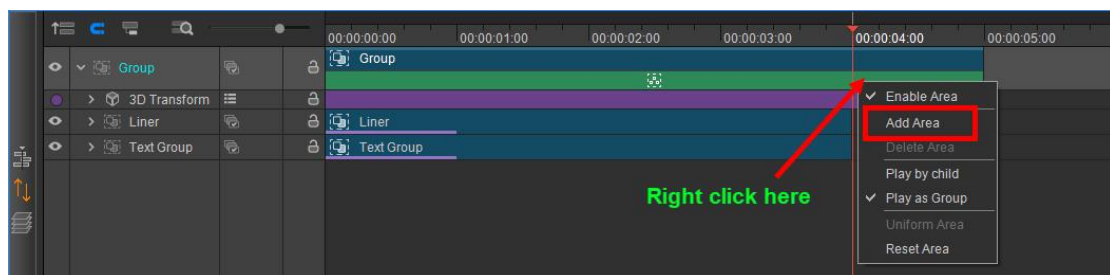 00:00:00:00 00:00:01:00 00:00:02:00 00:00:03:00 00:00:04:00 00:00:05:00
Group
Group
3D Transform
Enable Area
Liner
Liner
Add Area
Text Group
Text Group
Delete Area
Play by child
Right click here
Play as Group
Uniform Area
Reset Area